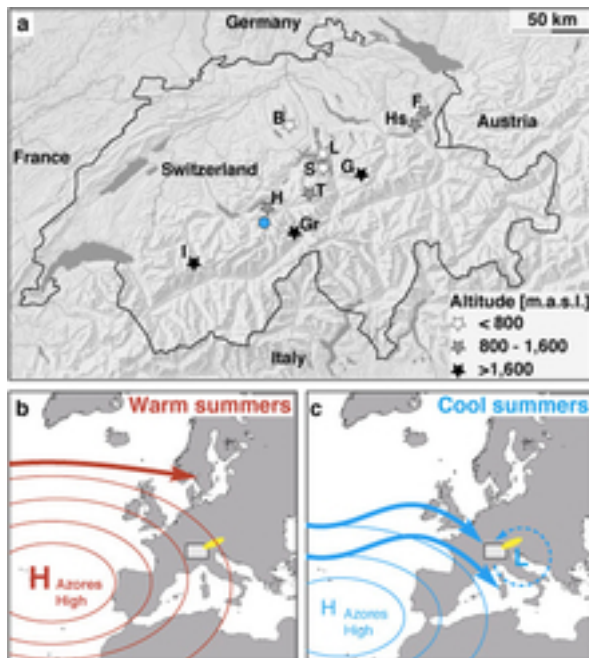 a
Germany
50 km
F
B
Hs
Austria
L
France
S
G
Switzerland
T
H
Gr
I
Altitude [m.a.s.l.]
< 800
800 - 1,600
>1,600
Italy
b
Warm summers
H Azores
High
c
Cool summers
L
H Azores
High